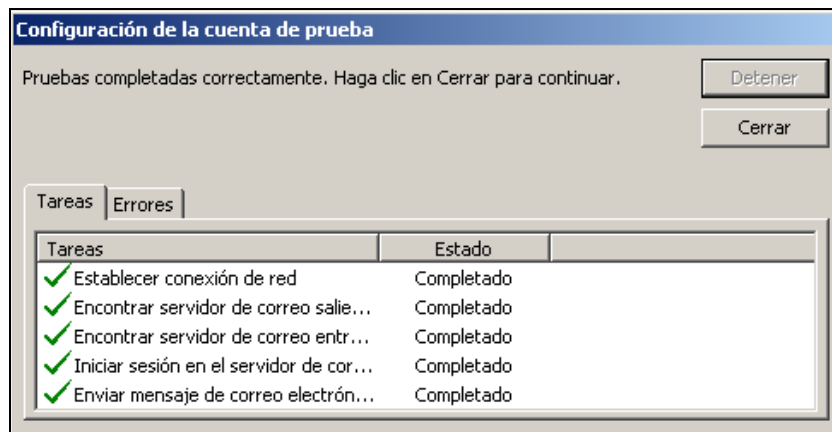 Configuración de la cuenta de prueba
Pruebas completadas correctamente. Haga clic en Cerrar para continuar.
Detener
Cerrar
Tareas Errores
Tareas Estado
Establecer conexión de red Completado
Encontrar servidor de correo salie... Completado
Encontrar servidor de correo entr... Completado
Iniciar sesión en el servidor de cor... Completado
Enviar mensaje de correo electrón... Completado